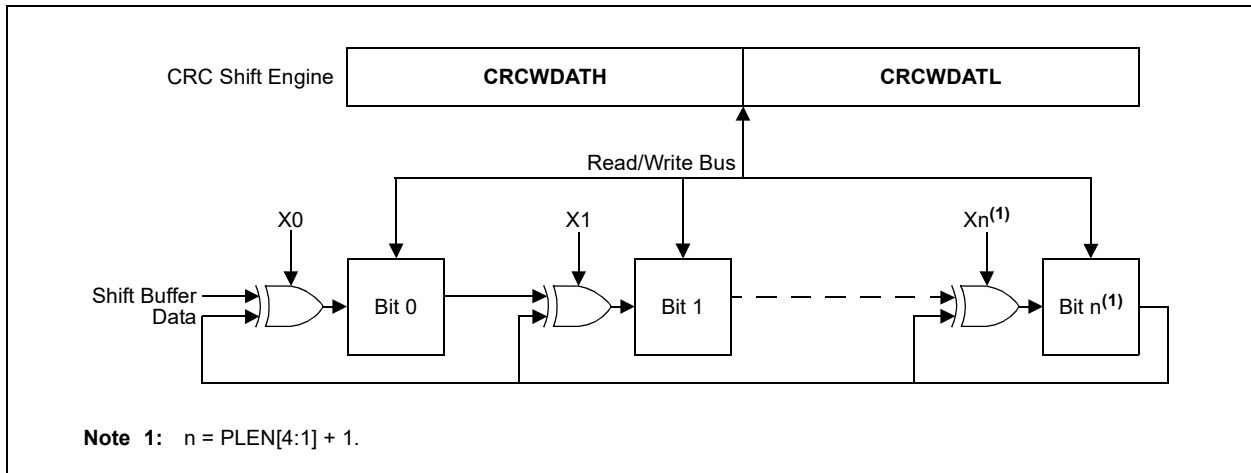 CRC Shift Engine CRCWDATH CRCWDATL
Read/Write Bus
X0 X1 Xn(1)
Shift Buffer
Data
Bit 0 Bit 1 Bit n(1)
Note 1: n = PLEN[4:1] + 1.